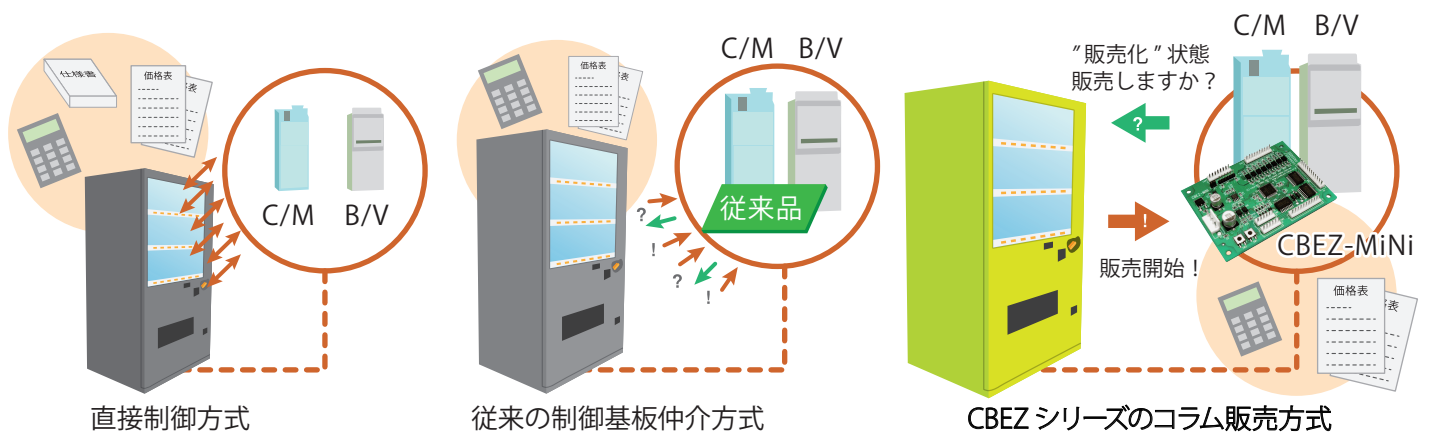 仕様書
価格表
表
C/M
B/V
直接制御方式
価格表
表
C/M B/V
従来品
?
!
?
!
従来の制御基板仲介方式
C/M B/V
”販売化”状態
販売しますか？
?
!
販売開始！
CBEZ-MiNi
価格表
表
CBEZ シリーズのコラム販売方式